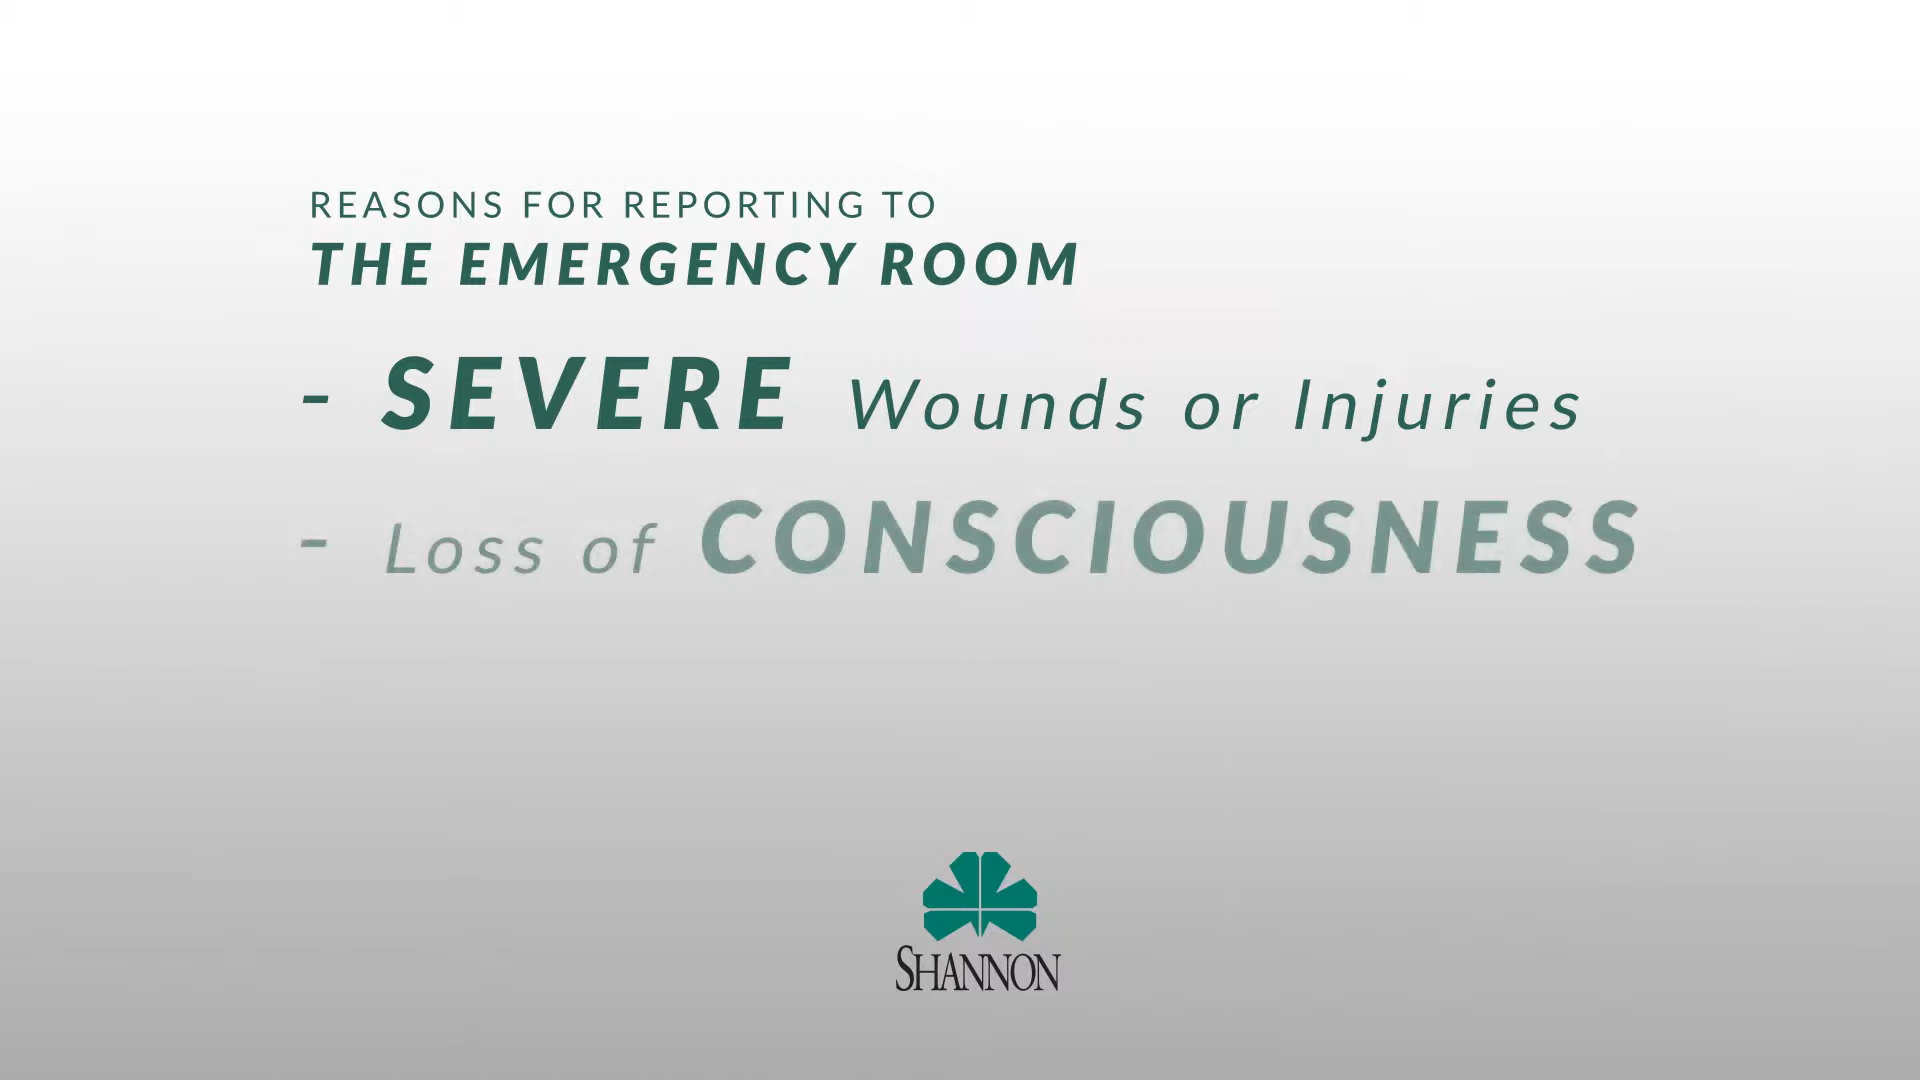 REASONS FOR REPORTING TO
THE EMERGENCY ROOM
- SEVERE Wounds or Injuries
- Loss of CONSCIOUSNESS
SHANNON